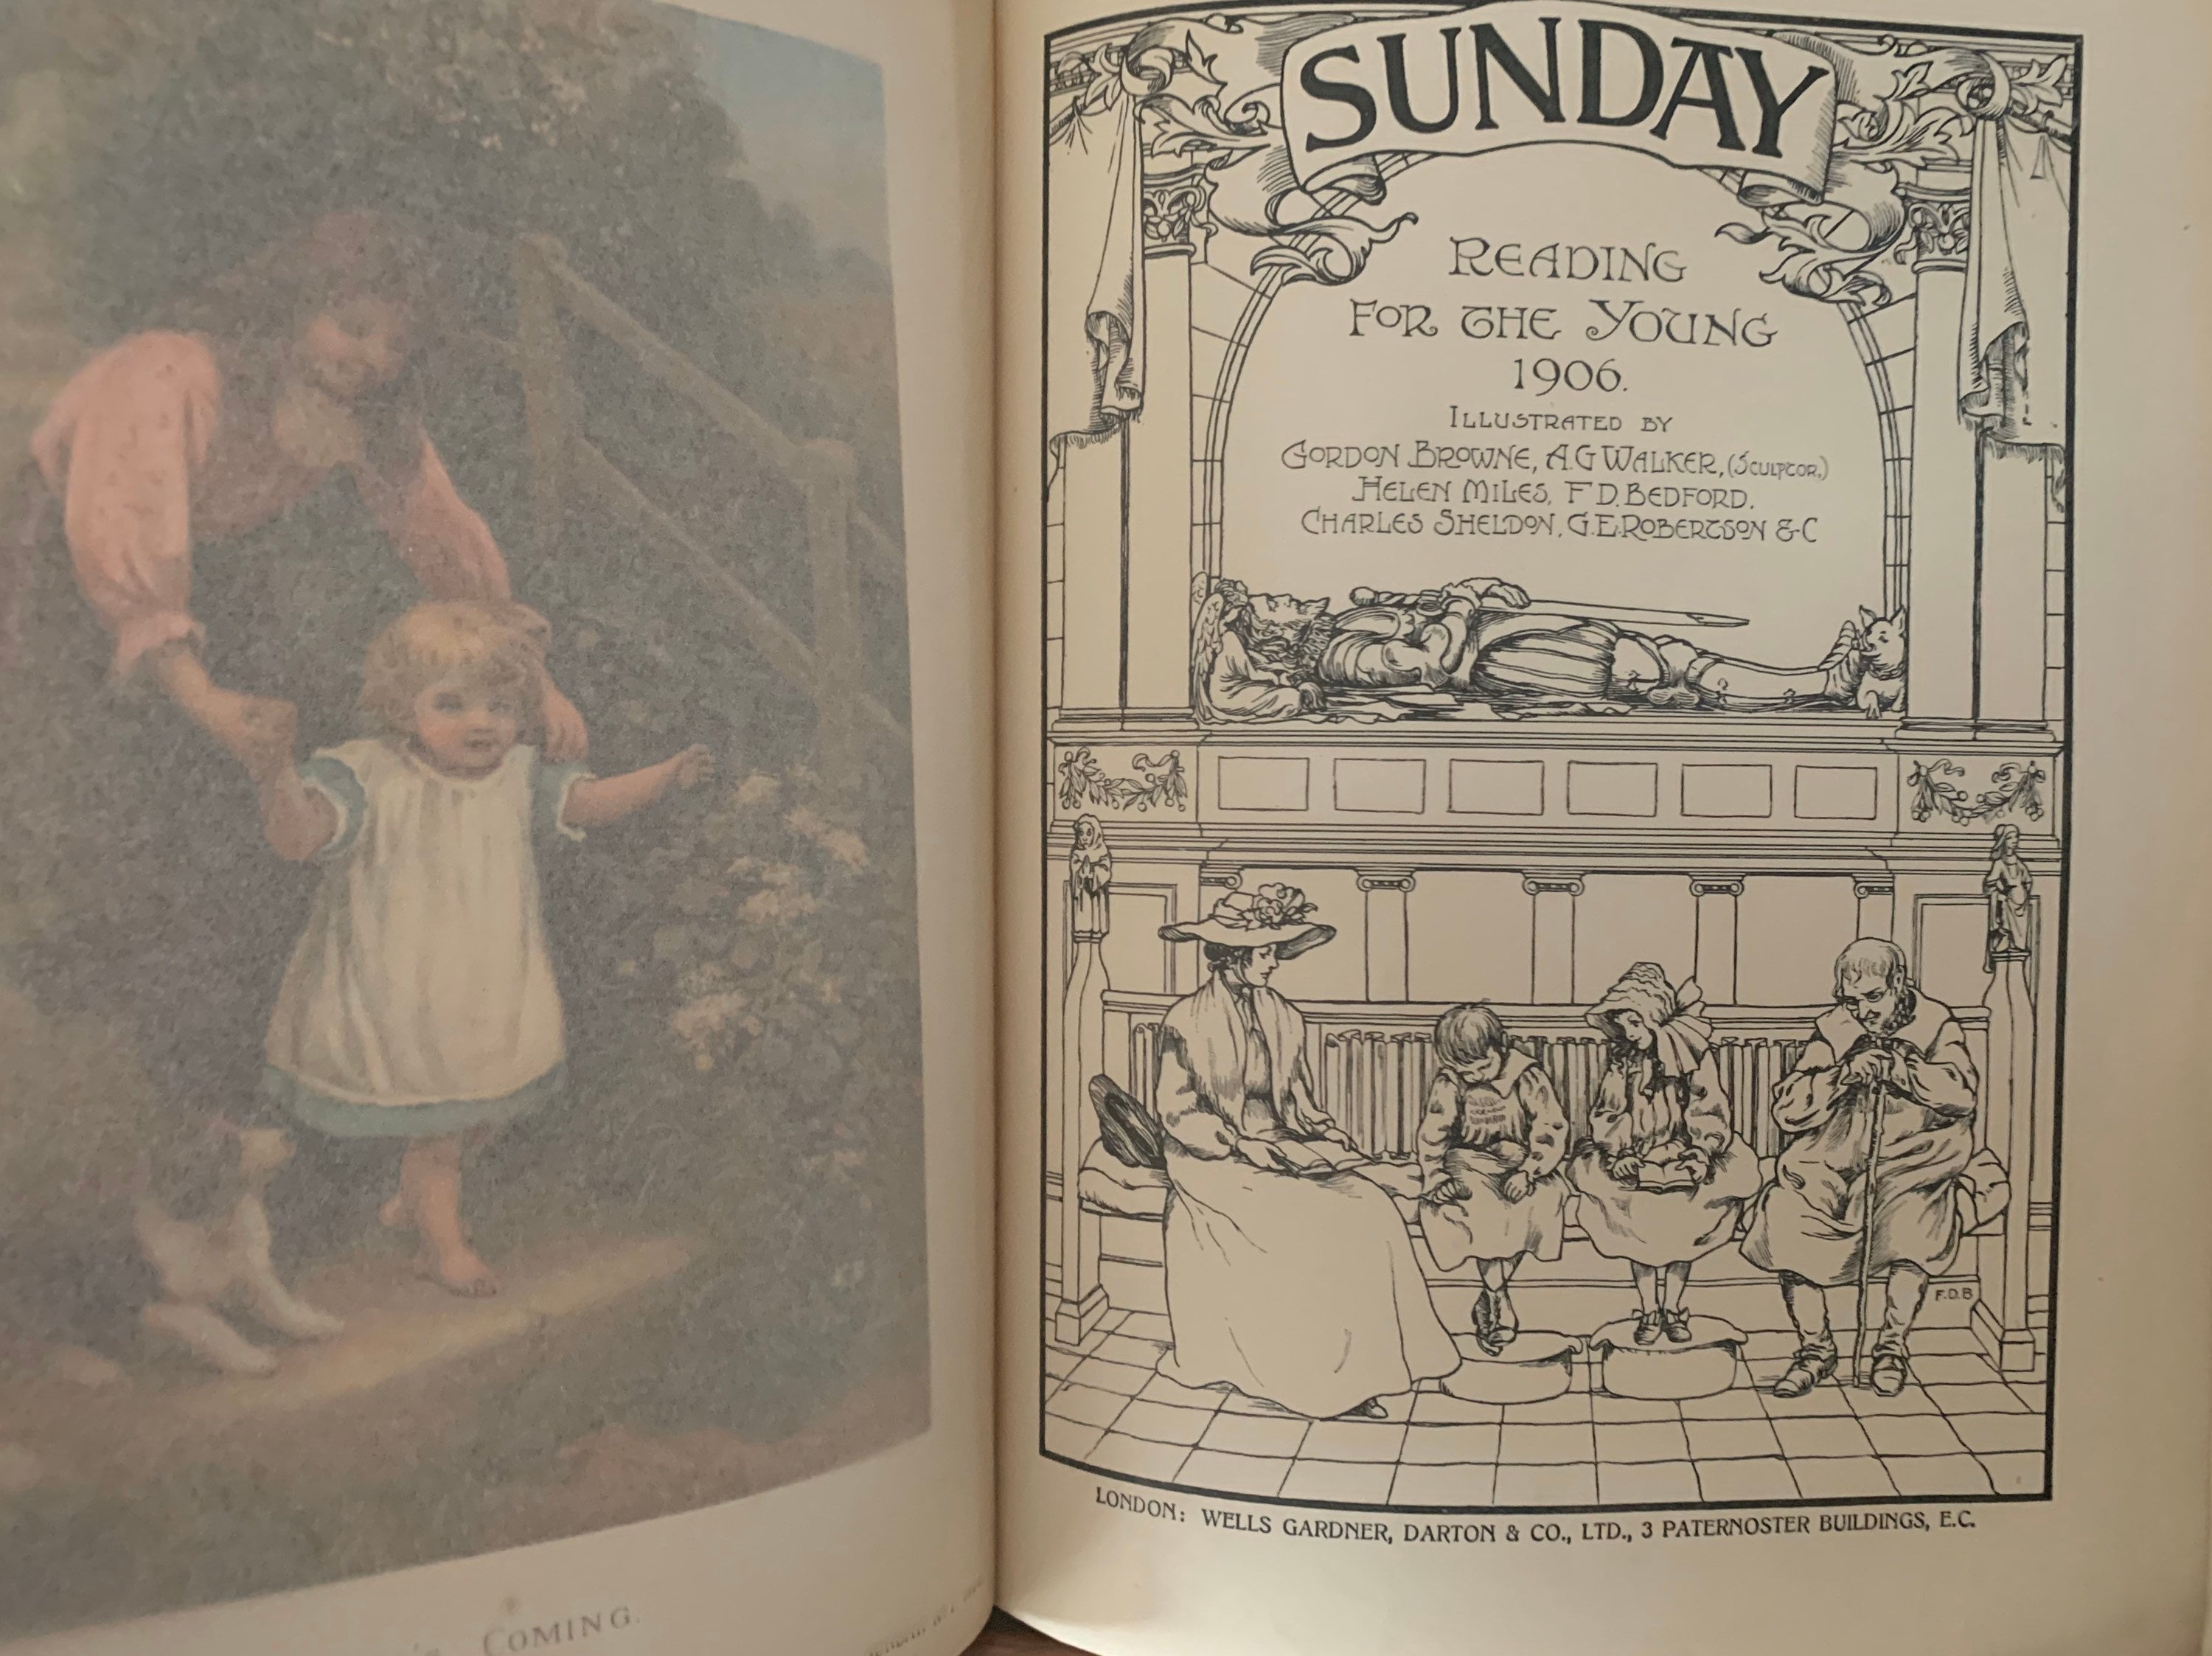 COMING.
SUNDAY
READING
FOR THE YOUNG
1906.
ILLUSTRATED BY
GORDON BROWNE, A.G WALKER, (SCULPTOR,)
HELEN MILES, F D. BEDFORD.
CHARLES SHELDON, G.E. ROBERTSON & C
F.D.B
LONDON: WELLS GARDNER, DARTON & CO., LTD., 3 PATERNOSTER BUILDINGS, E.C.